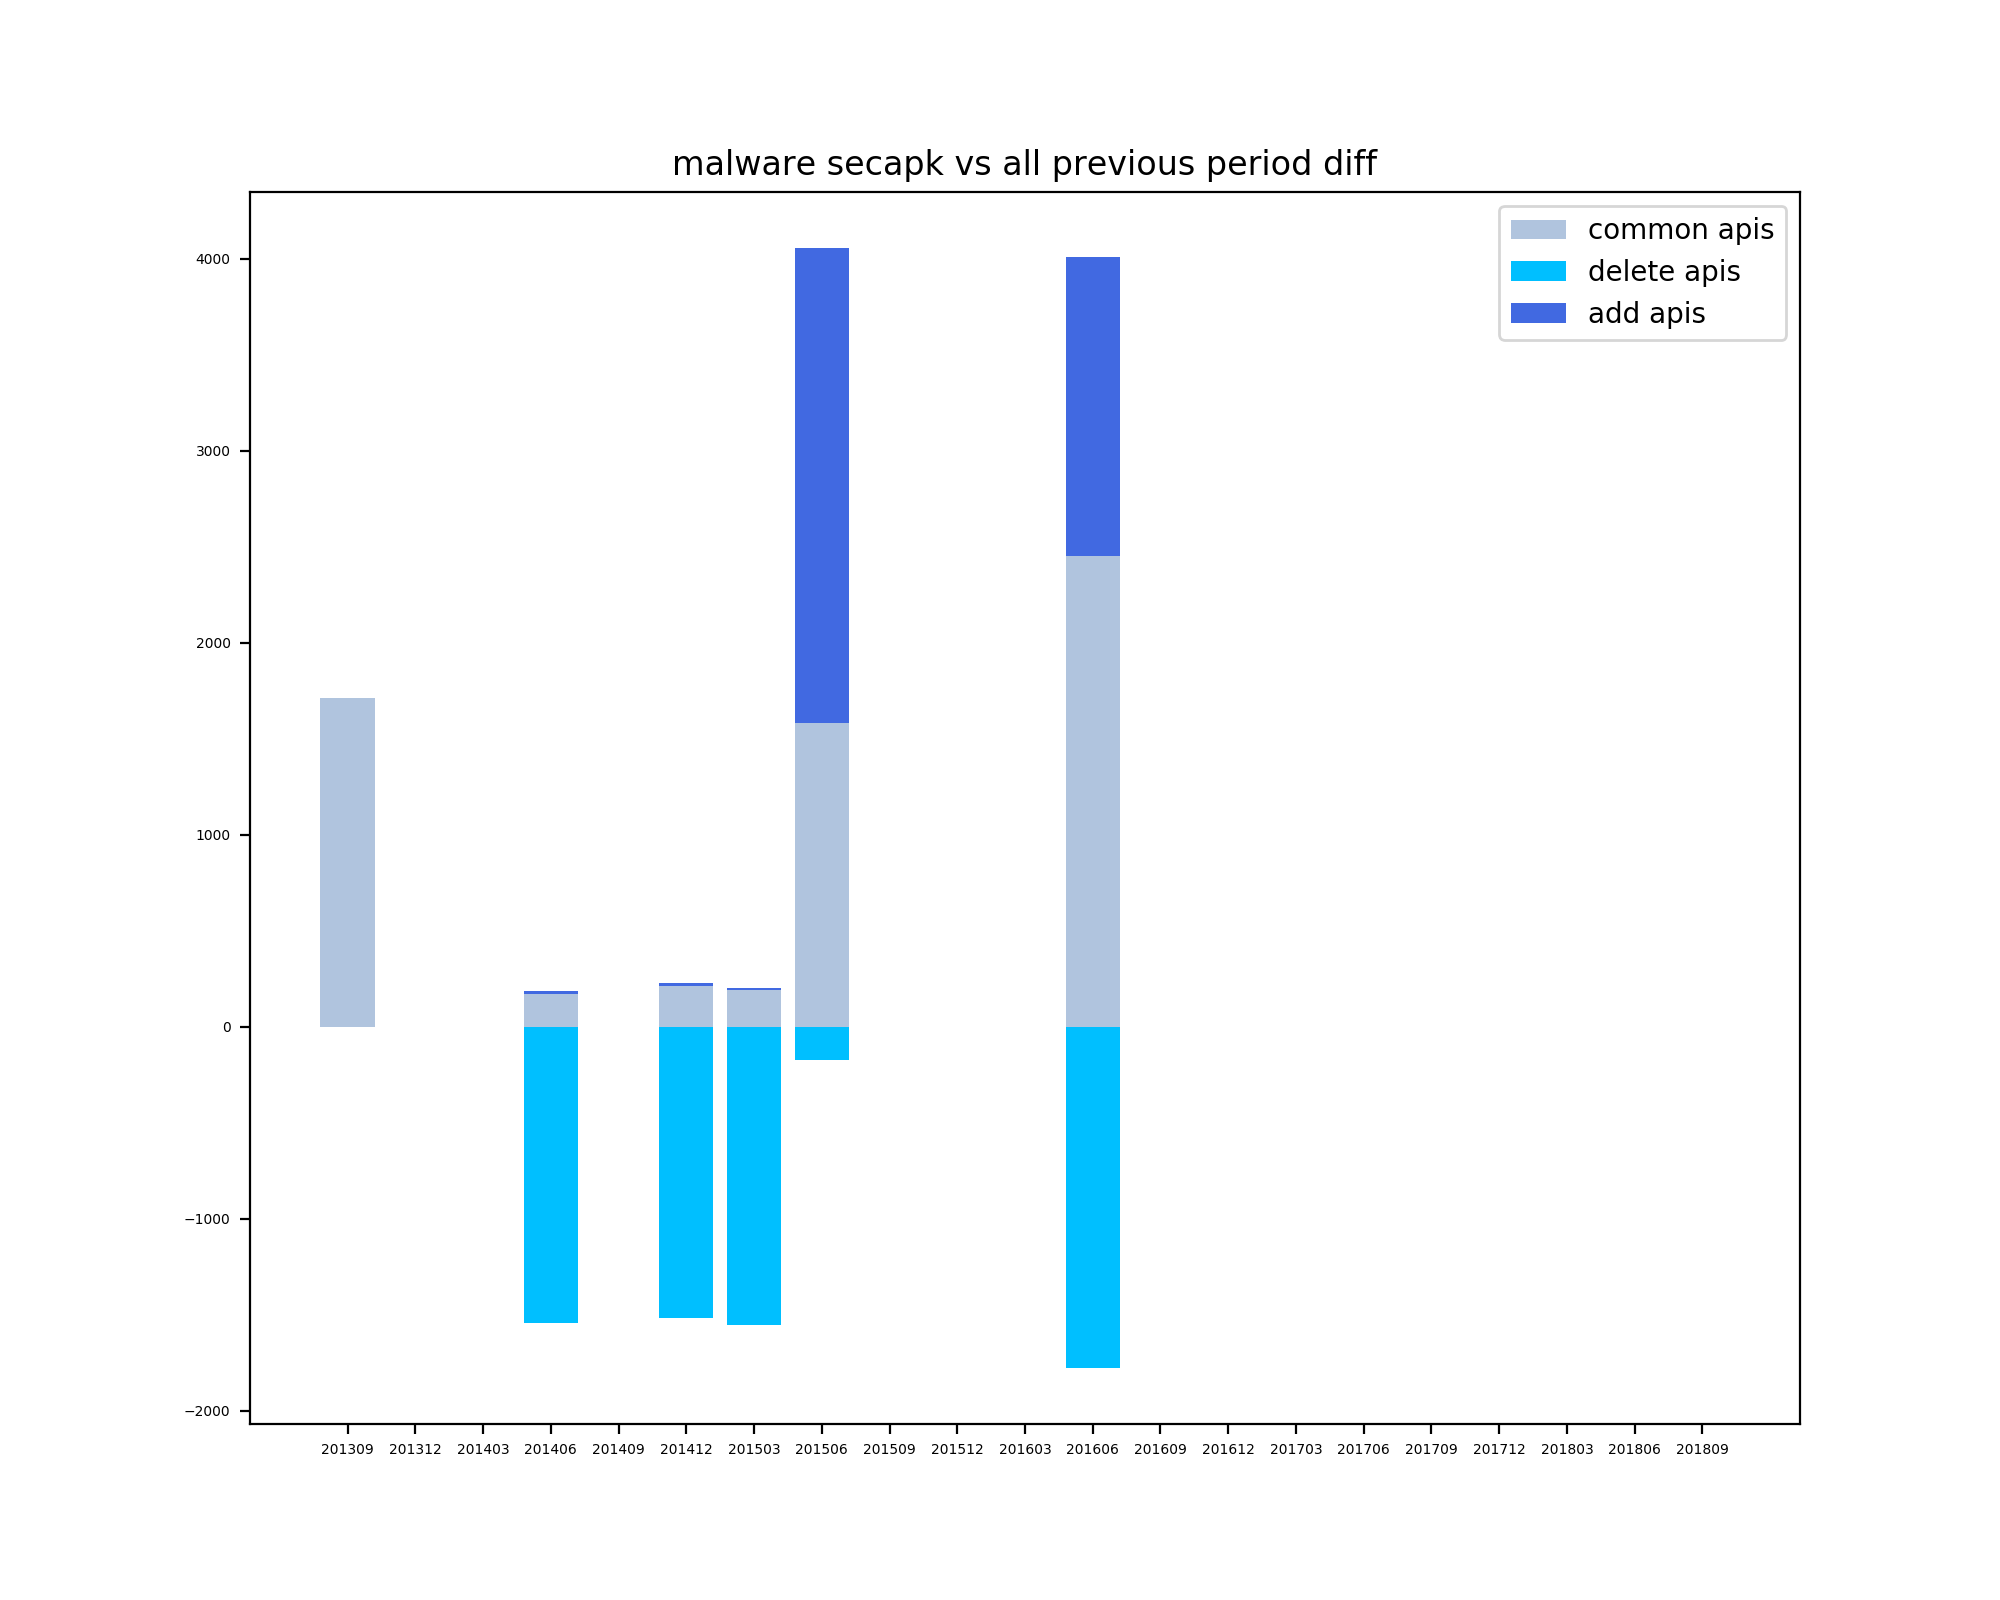 malware secapk vs all previous period diff
common apis
delete apis
add apis
4000
3000
2000
1000
0
−1000
−2000
201309 201312 201403 201406 201409 201412 201503 201506 201509 201512 201603 201606 201609 201612 201703 201706 201709 201712 201803 201806 201809